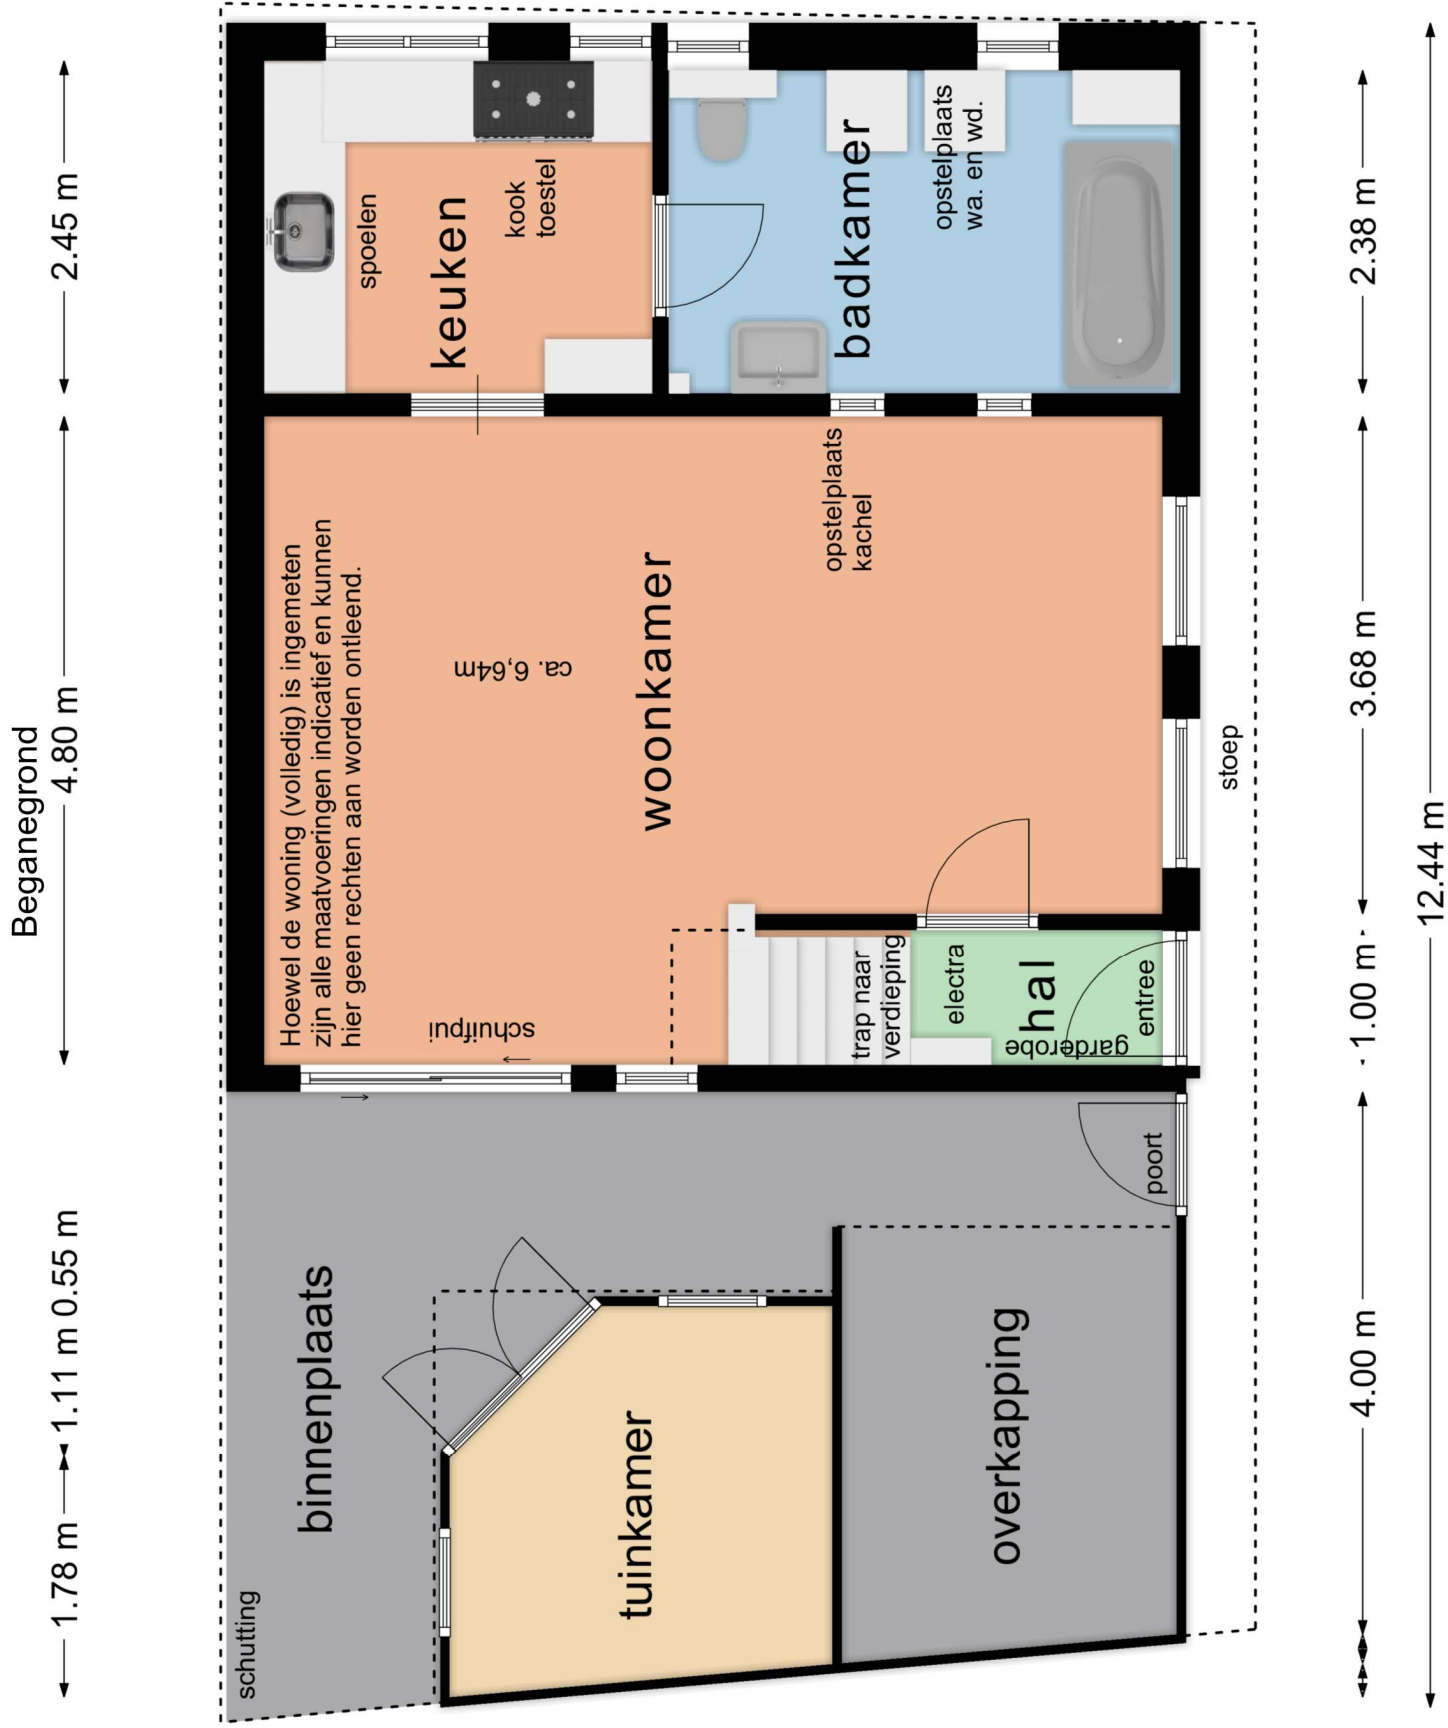 Beganegrond
2.45 m
4.80 m
1.11 m
0.55 m
1.78 m
spoelen
keuken
kook
toestel
badkamer
opstelplaats
wa. en wd.
2.38 m
Hoewel de woning (volledig) is ingemeten
zijn alle maatvoeringen indicatief en kunnen
hier geen rechten aan worden ontleend.
ca. 6,64m
woonkamer
opstelplaats
kachel
3.68 m
stoep
12.44 m
schuifpui
trap naar
verdieping
electra
hal
garderobe
entree
1.00 m
poort
binnenplaats
schutting
tuinkamer
overkapping
4.00 m